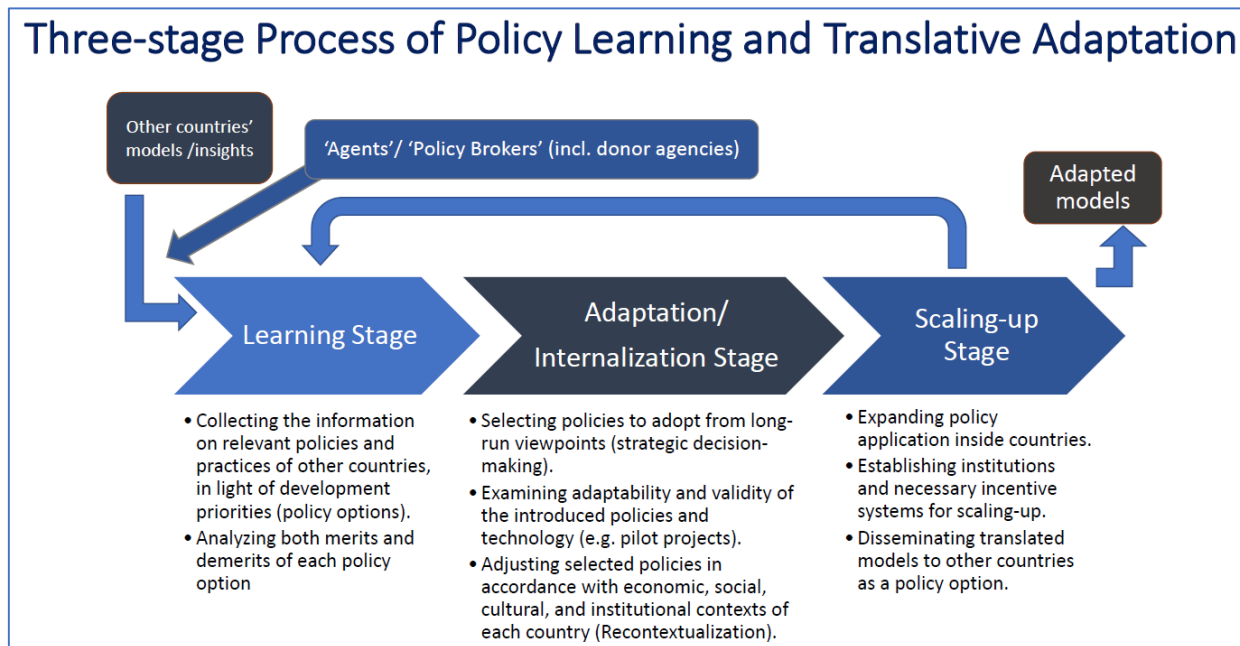 Three-stage Process of Policy Learning and Translative Adaptation
Other countries'
models /insights
'Agents'/ 'Policy Brokers' (incl. donor agencies)
Adapted
models
Learning Stage
Adaptation/
Internalization Stage
Scaling-up
Stage
• Collecting the information
on relevant policies and
practices of other countries,
in light of development
priorities (policy options).
• Analyzing both merits and
demerits of each policy
option
• Selecting policies to adopt from long-
run viewpoints (strategic decision-
making).
• Examining adaptability and validity of
the introduced policies and
technology (e.g. pilot projects).
• Adjusting selected policies in
accordance with economic, social,
cultural, and institutional contexts of
each country (Recontextualization).
• Expanding policy
application inside countries.
• Establishing institutions
and necessary incentive
systems for scaling-up.
• Disseminating translated
models to other countries
as a policy option.